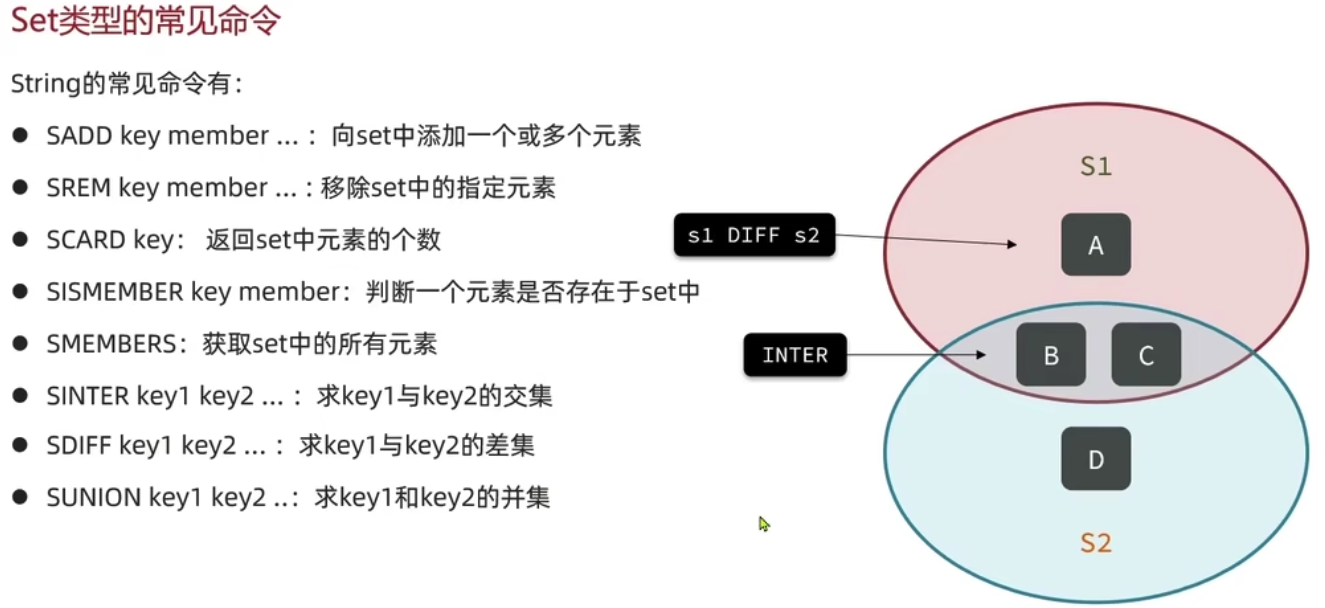 Set类型的常见命令
String的常见命令有：
● SADD key member ... ：向set中添加一个或多个元素
● SREM key member ... : 移除set中的指定元素
● SCARD key： 返回set中元素的个数
● SISMEMBER key member：判断一个元素是否存在于set中
● SMEMBERS：获取set中的所有元素
● SINTER key1 key2 ... ：求key1与key2的交集
● SDIFF key1 key2 ... ：求key1与key2的差集
● SUNION key1 key2 ..：求key1和key2的并集
S1
s1 DIFF s2
A
INTER
B C
D
S2